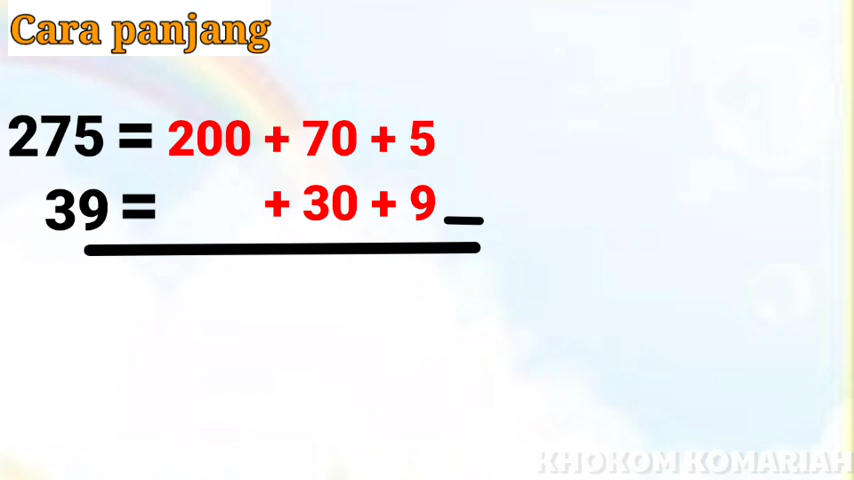 Cara panjang
275 = 200 + 70 + 5
39 = + 30 + 9 _
KHOKOM KOMARIAH